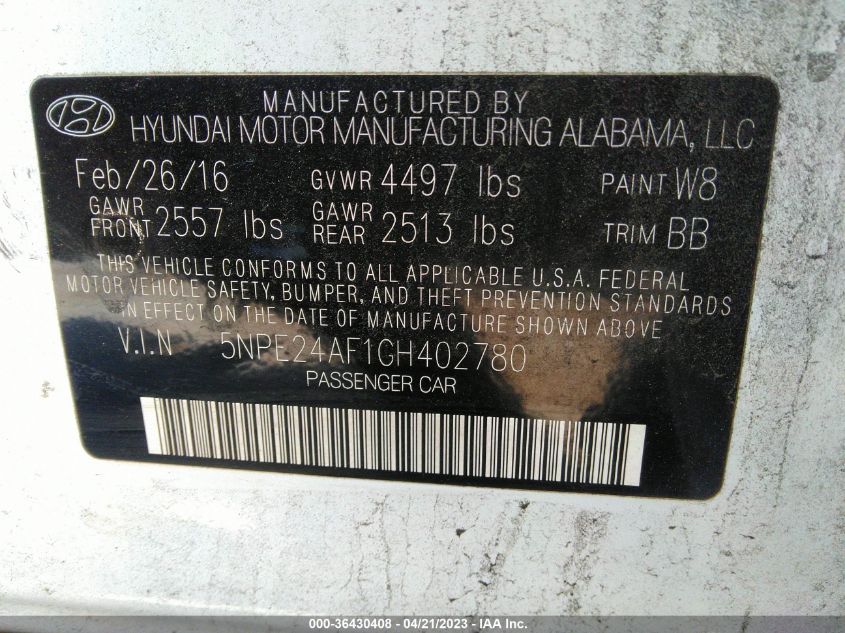 MANUFACTURED BY
HYUNDAI MOTOR MANUFACTURING ALABAMA, LLC
Feb/26/16 GVWR 4497 lbs PAINT W8
GAWR FRONT 2557 lbs GAWR REAR 2513 lbs TRIM BB
THIS VEHICLE CONFORMS TO ALL APPLICABLE U.S.A. FEDERAL
MOTOR VEHICLE SAFETY, BUMPER, AND THEFT PREVENTION STANDARDS
IN EFFECT ON THE DATE OF MANUFACTURE SHOWN ABOVE.
V.I.N 5NPE24AF1GH402780
PASSENGER CAR
000-36430408 - 04/21/2023 - IAA Inc.